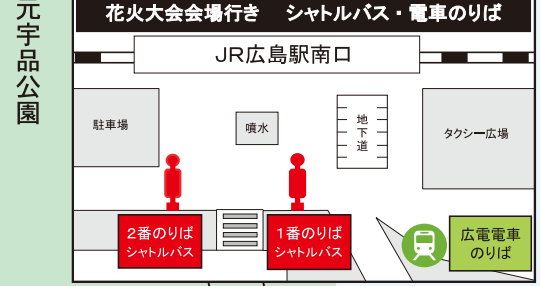 元宇品公園
花火大会会場行き　シャトルバス・電車のりば
JR広島駅南口
駐車場
噴水
地下道
タクシー広場
2番のりば
シャトルバス
1番のりば
シャトルバス
広電電車
のりば